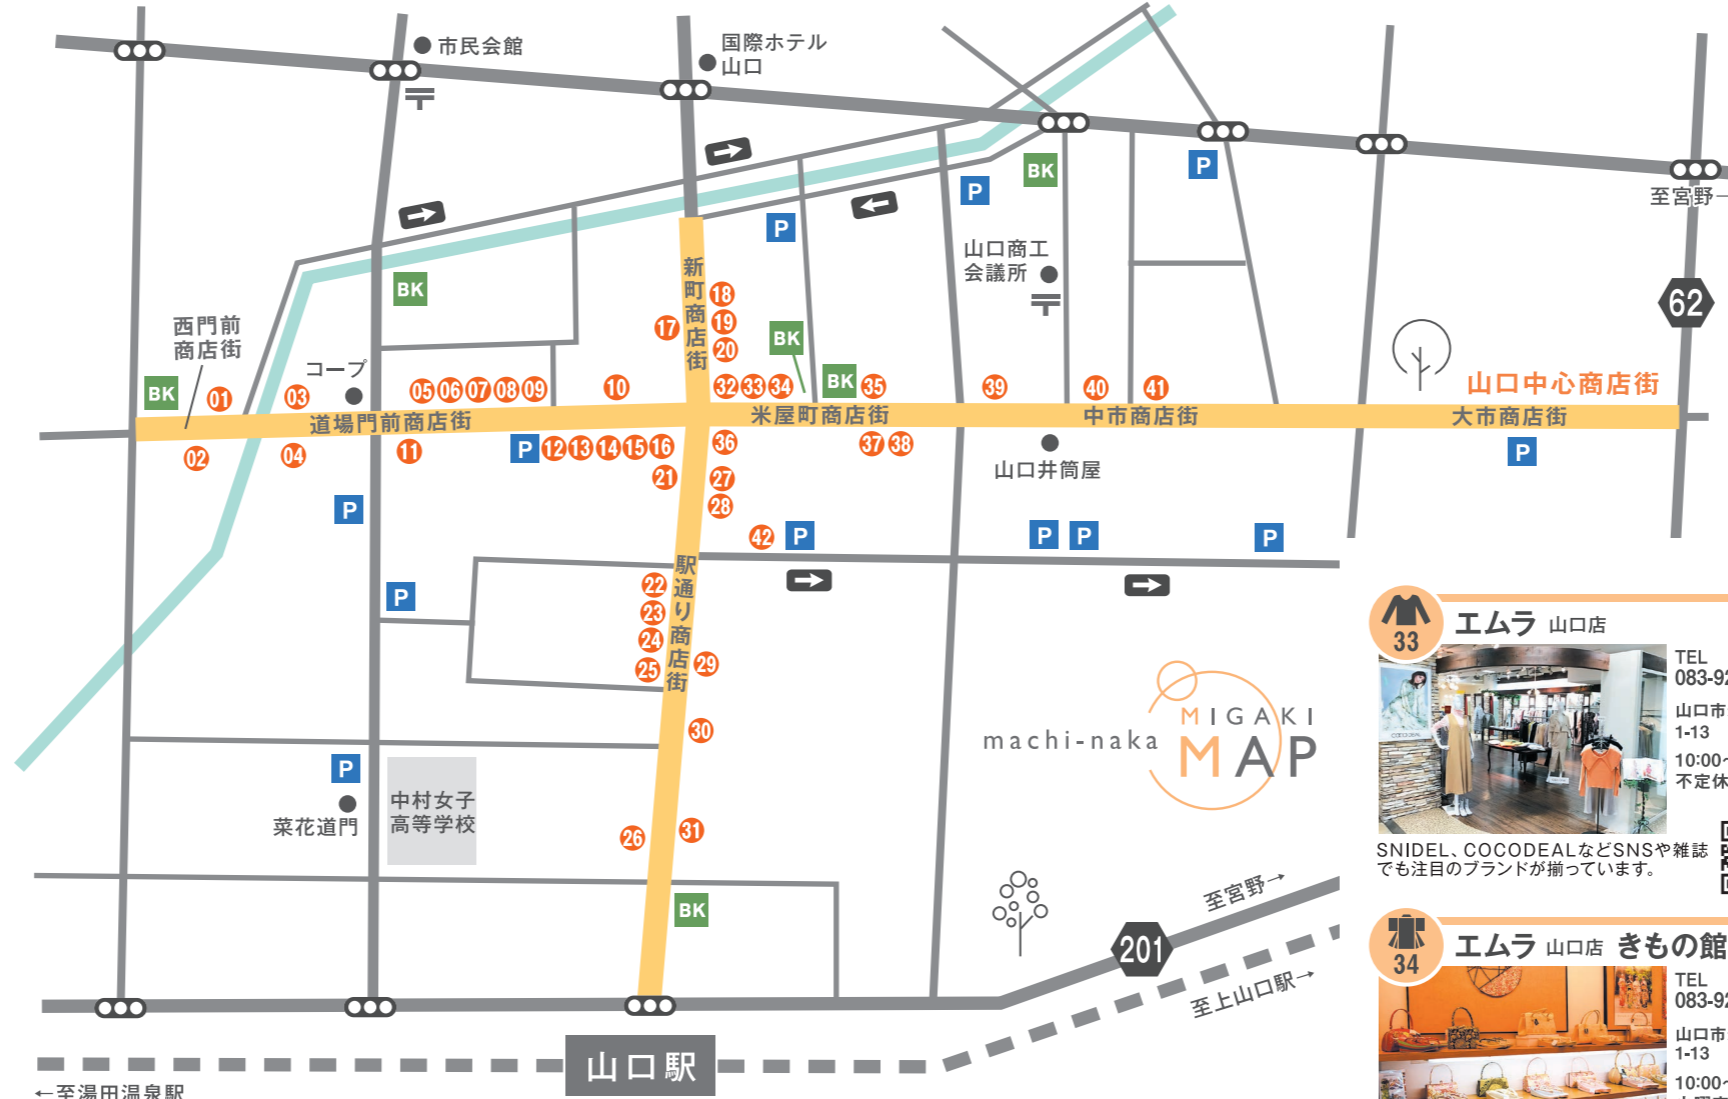 市民会館
国際ホテル
山口
至宮野→
62
山口商工
会議所
新
町
商
店
街
西門前
商店街
コープ
BK
BK
BK
BK
BK
BK
P
P
P
P
P
P
P
P
P
P
P
P
01
02
03
04
05
06
07
08
09
10
11
12
13
14
15
16
17
18
19
20
21
22
23
24
25
26
27
28
29
30
31
32
33
34
35
36
37
38
39
40
41
42
山口中心商店街
道場門前商店街
米屋町商店街
中市商店街
大市商店街
山口井筒屋
駅
通
り
商
店
街
菜花道門
中村女子
高等学校
machi-naka
MIGAKI
MAP
至宮野→
201
至上山口駅→
山口駅
←至湯田温泉駅
33
エムラ 山口店
TEL
083-92
山口市
1-13
10:00~
不定休
SNIDEL、COCODEALなどSNSや雑誌
でも注目のブランドが揃っています。
34
エムラ 山口店 きもの館
TEL
083-92
山口市
1-13
10:00~